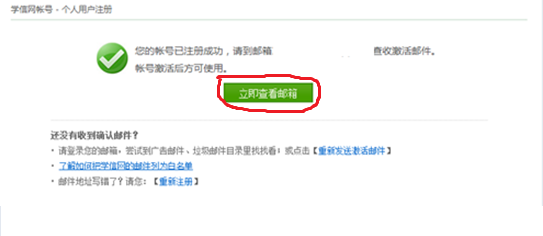 学信网帐号 - 个人用户注册
您的帐号已注册成功，请到邮箱 查收激活邮件。
帐号激活后方可使用。
立即查看邮箱
还没有收到确认邮件？
· 请登录您的邮箱，尝试到广告邮件、垃圾邮件目录里找找看；或点击【重新发送激活邮件】
· 了解如何把学信网的邮件列为白名单
· 邮件地址写错了？请您：【重新注册】